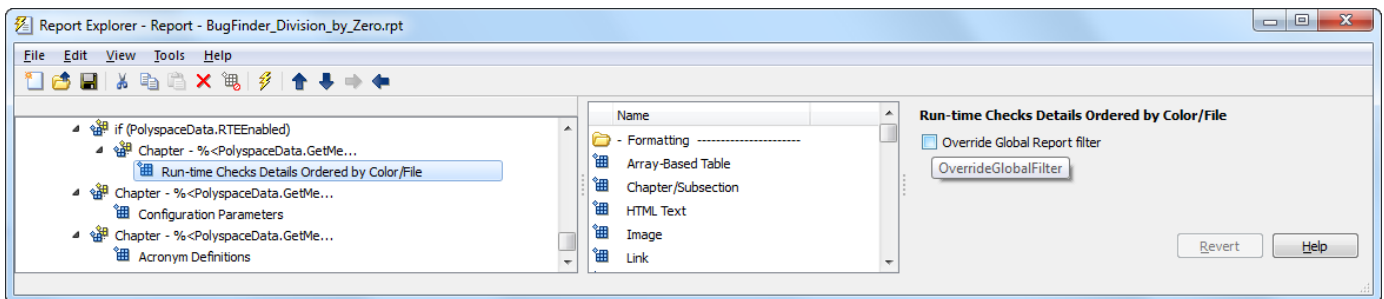 Report Explorer - Report - BugFinder_Division_by_Zero.rpt
File Edit View Tools Help
if (PolyspaceData.RTEEnabled)
Chapter - %<PolyspaceData.GetMe...
Run-time Checks Details Ordered by Color/File
Chapter - %<PolyspaceData.GetMe...
Configuration Parameters
Chapter - %<PolyspaceData.GetMe...
Acronym Definitions
Name
- Formatting ----------------------
Array-Based Table
Chapter/Subsection
HTML Text
Image
Link
Run-time Checks Details Ordered by Color/File
Override Global Report filter
OverrideGlobalFilter
Revert Help